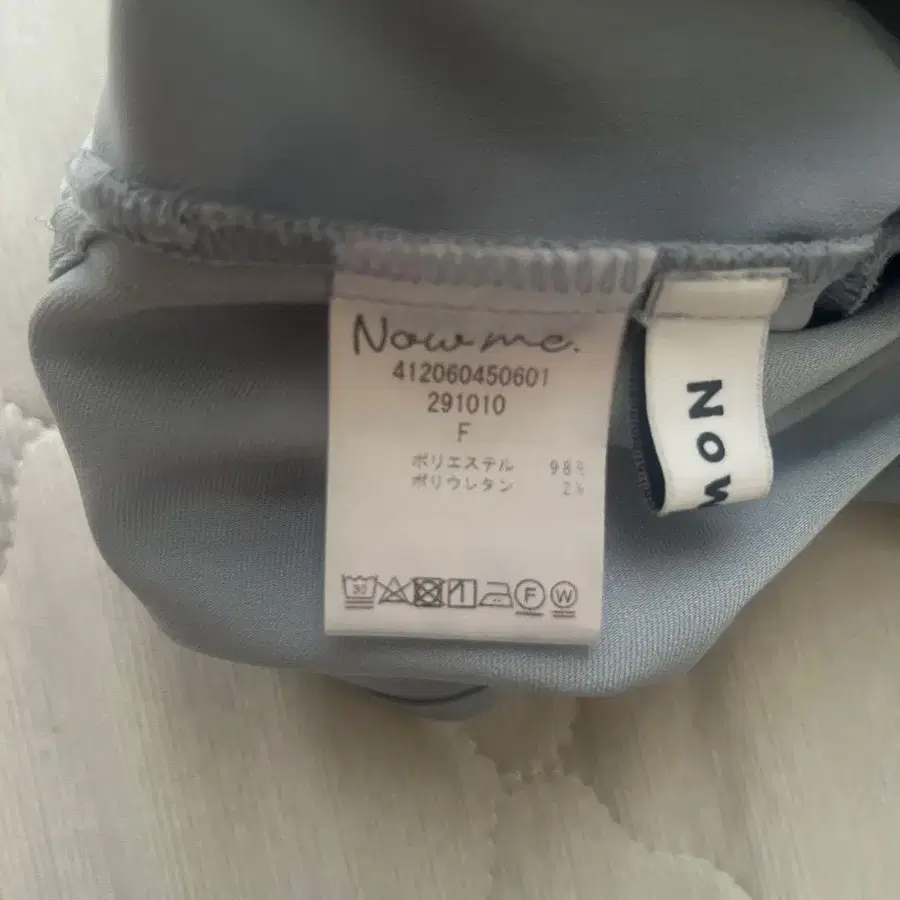 Now me.
412060450601
291010
F
ポリエステル 98%
ポリウレタン 2%
30
F
W
Now